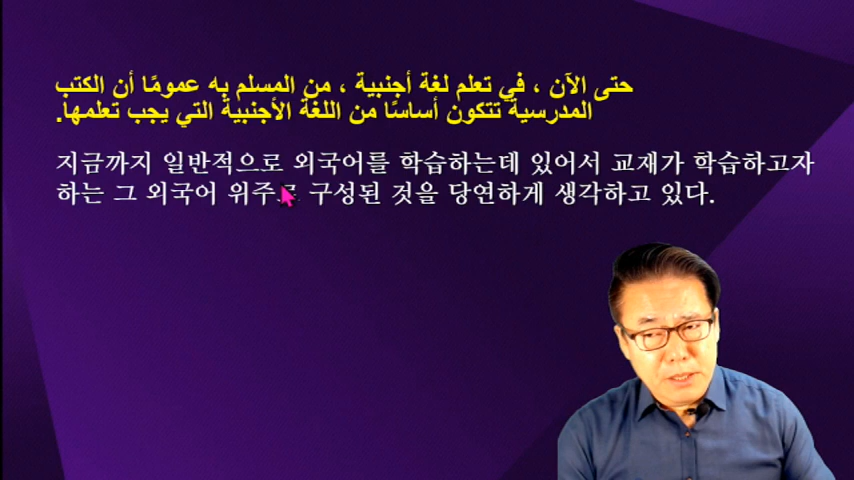 حتى الآن ، في تعلم لغة أجنبية ، من المسلم به عمومًا أن الكتب
المدرسية تتكون أساسًا من اللغة الأجنبية التي يجب تعلمها.
지금까지 일반적으로 외국어를 학습하는데 있어서 교재가 학습하고자
하는 그 외국어 위주로 구성된 것을 당연하게 생각하고 있다.